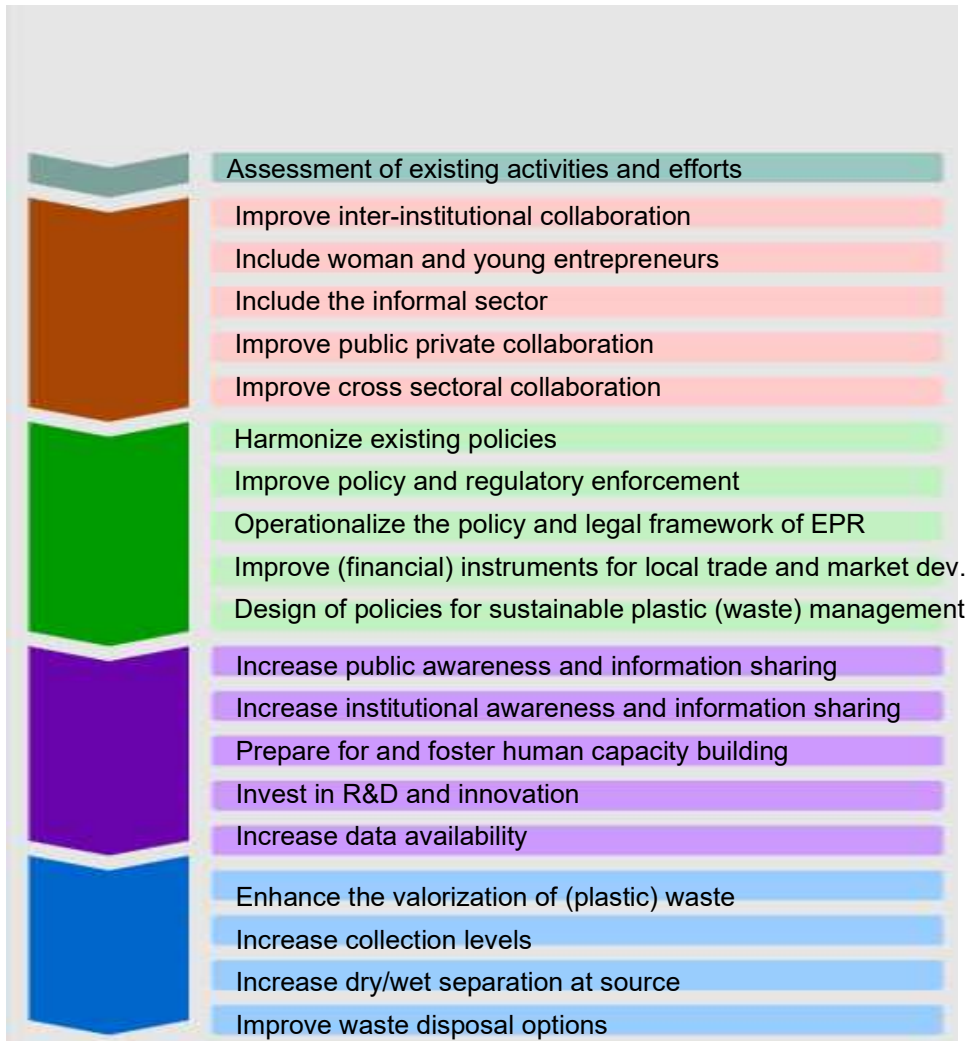 Assessment of existing activities and efforts
Improve inter-institutional collaboration
Include woman and young entrepreneurs
Include the informal sector
Improve public private collaboration
Improve cross sectoral collaboration
Harmonize existing policies
Improve policy and regulatory enforcement
Operationalize the policy and legal framework of EPR
Improve (financial) instruments for local trade and market dev.
Design of policies for sustainable plastic (waste) management
Increase public awareness and information sharing
Increase institutional awareness and information sharing
Prepare for and foster human capacity building
Invest in R&D and innovation
Increase data availability
Enhance the valorization of (plastic) waste
Increase collection levels
Increase dry/wet separation at source
Improve waste disposal options